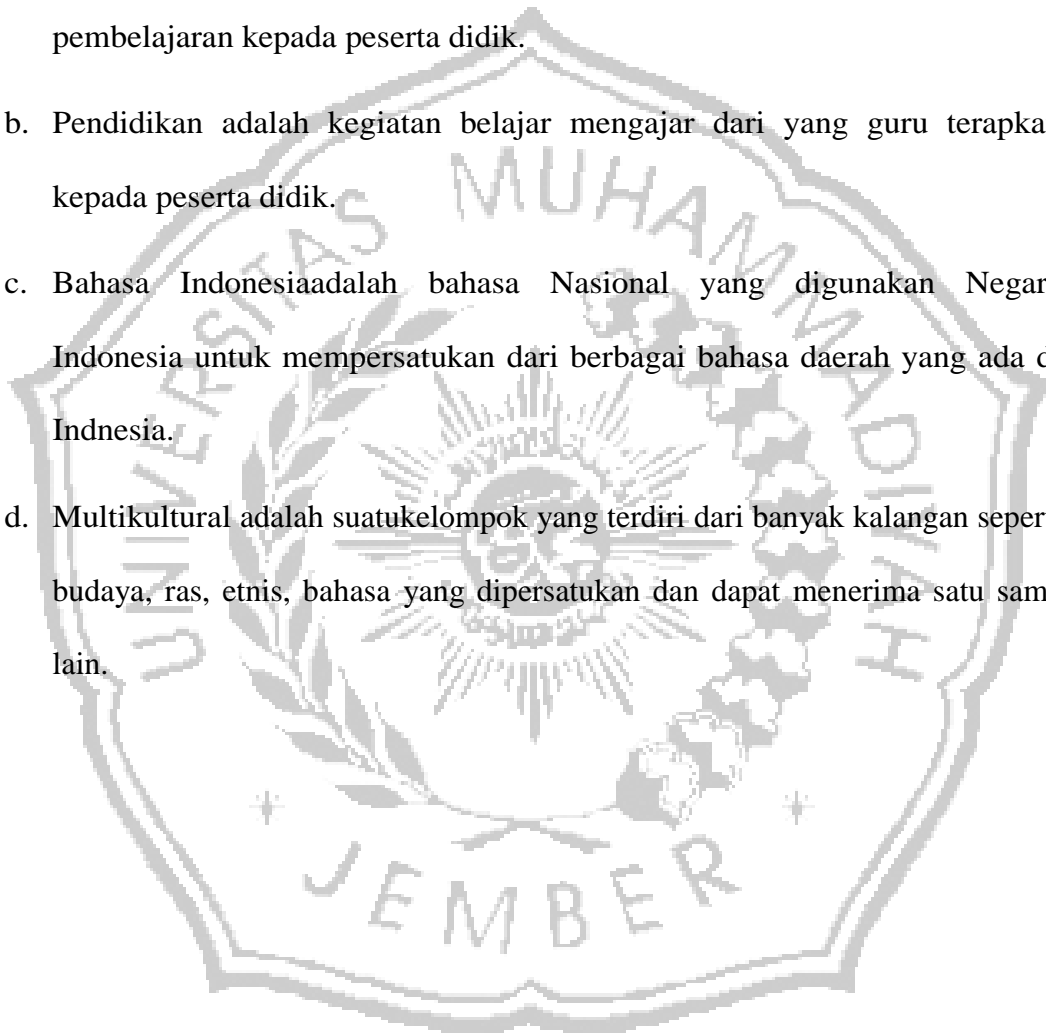 pembelajaran kepada peserta didik.
b. Pendidikan adalah kegiatan belajar mengajar dari yang guru terapka
kepada peserta didik.
c. Bahasa Indonesiaadalah bahasa Nasional yang digunakan Negar
Indonesia untuk mempersatukan dari berbagai bahasa daerah yang ada d
Indnesia.
d. Multikultural adalah suatukelompok yang terdiri dari banyak kalangan seper
budaya, ras, etnis, bahasa yang dipersatukan dan dapat menerima satu sam
lain.
UNIVERSITAS MUHAMMADIYAH
JEMBER